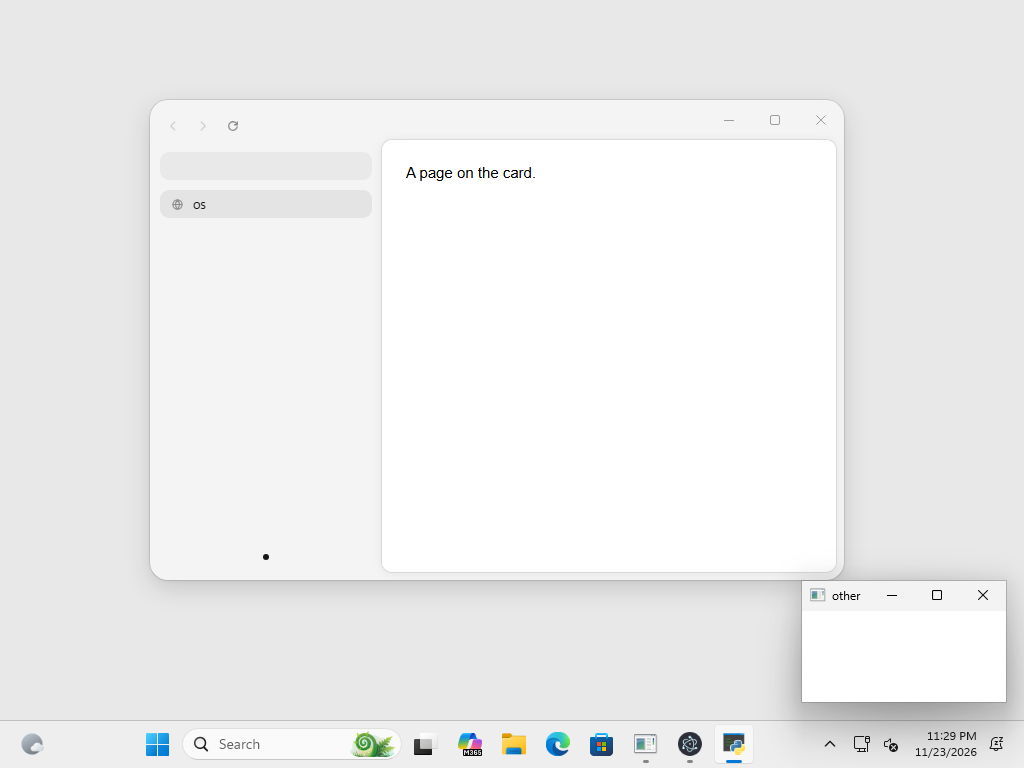 A page on the card.
os
other
Search
M365
11:29 PM
11/23/2026